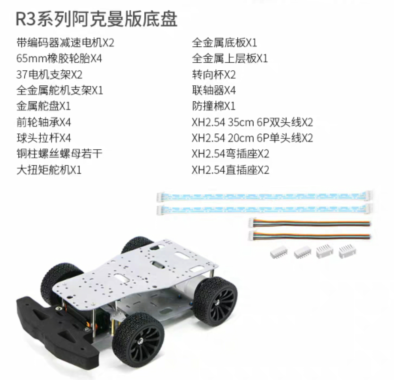 R3系列阿克曼版底盘
带编码器减速电机X2
65mm橡胶轮胎X4
37电机支架X2
全金属舵机支架X1
金属舵盘X1
前轮轴承X4
球头拉杆X4
铜柱螺丝螺母若干
大扭矩舵机X1
全金属底板X1
全金属上层板X1
转向杯X2
联轴器X4
防撞棉X1
XH2.54 35cm 6P双头线X2
XH2.54 20cm 6P单头线X2
XH2.54弯插座X2
XH2.54直插座X2